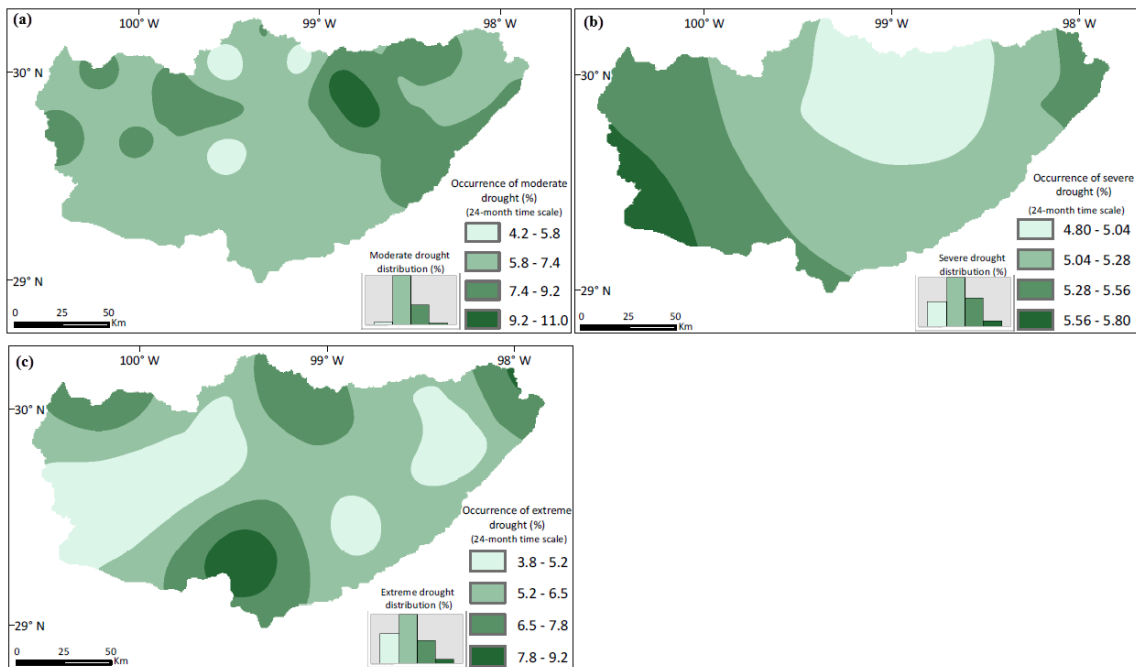 (a)
100° W
99° W
98° W
30° N
29° N
Occurrence of moderate
drought (%)
(24-month time scale)
4.2 - 5.8
5.8 - 7.4
7.4 - 9.2
9.2 - 11.0
Moderate drought
distribution (%)
0 25 50
Km
(b)
100° W
99° W
98° W
30° N
29° N
Occurrence of severe
drought (%)
(24-month time scale)
4.80 - 5.04
5.04 - 5.28
5.28 - 5.56
5.56 - 5.80
Severe drought
distribution (%)
0 25 50
Km
(c)
100° W
99° W
98° W
30° N
29° N
Occurrence of extreme
drought (%)
(24-month time scale)
3.8 - 5.2
5.2 - 6.5
6.5 - 7.8
7.8 - 9.2
Extreme drought
distribution (%)
0 25 50
Km